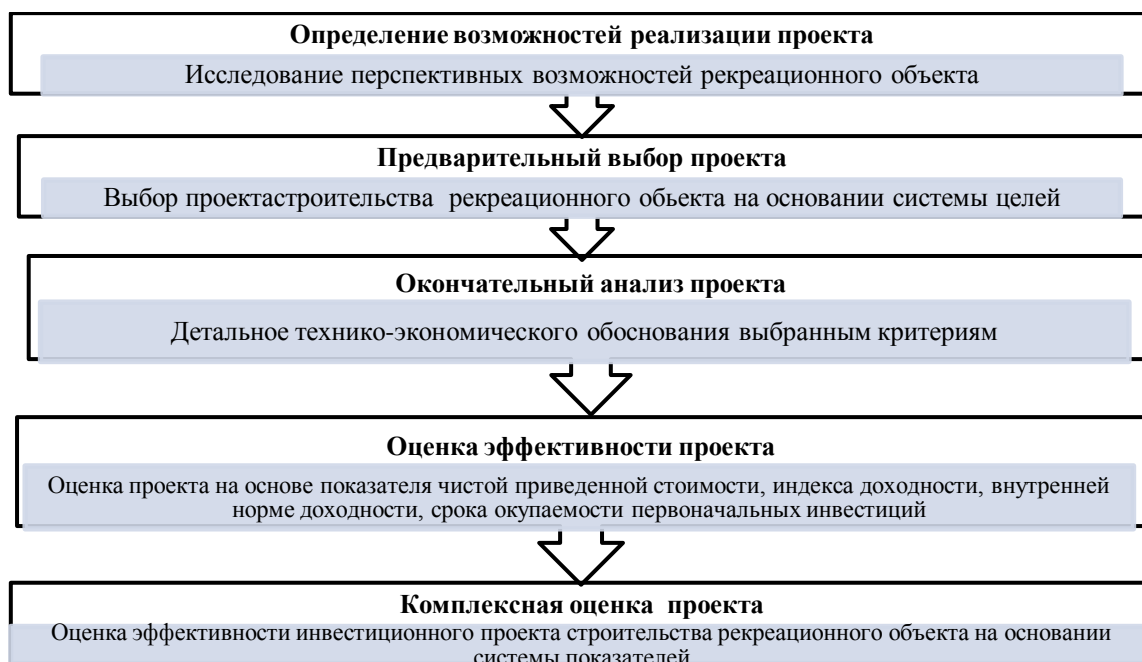 Определение возможностей реализации проекта
Исследование перспективных возможностей рекреационного объекта
Предварительный выбор проекта
Выбор проектастроительства рекреационного обьекта на основании системы целей
Окончательный анализ проекта
Детальное технико-экономического обоснования выбранным критериям
Оценка эффективности проекта
Оценка проекта на основе показателя чистой приведенной стоимости, индекса доходности, внутренней
норме доходности, срока окупаемости первоначальных инвестиций
Комплексная оценка проекта
Оценка эффективности инвестиционного проекта строительства рекреационного объекта на основании
системы показателей